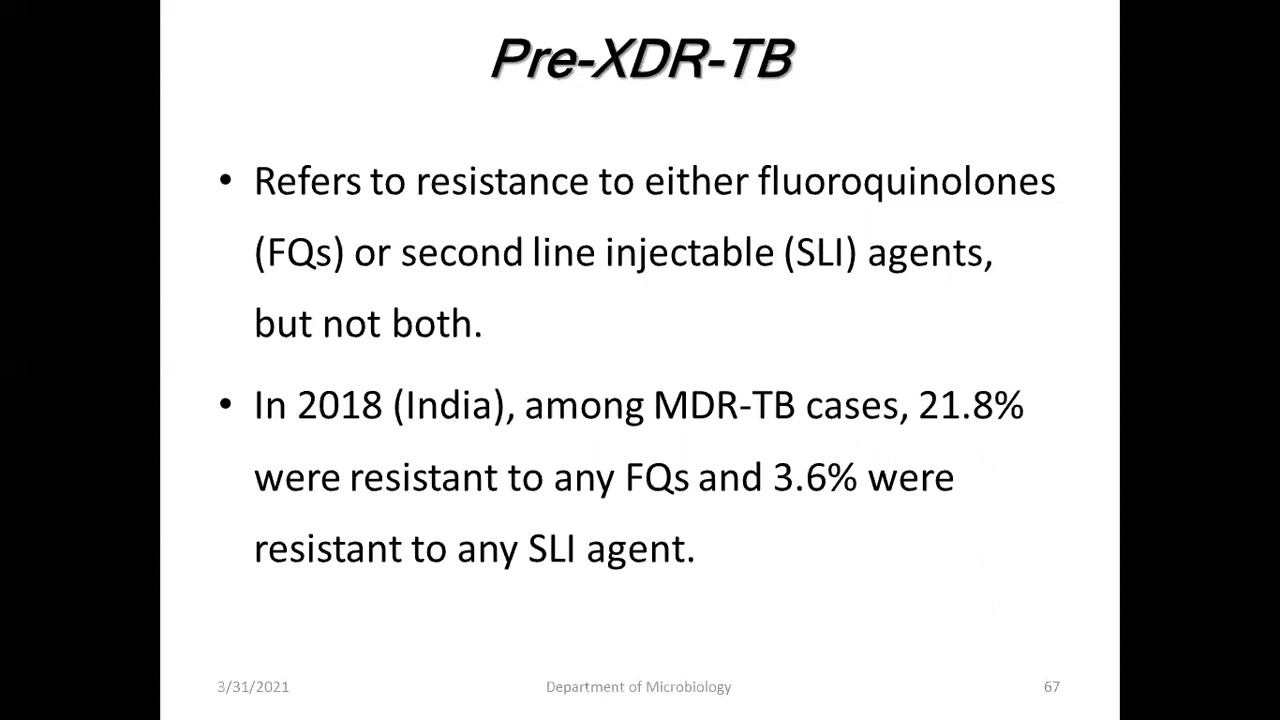 Pre-XDR-TB
• Refers to resistance to either fluoroquinolones
(FQs) or second line injectable (SLI) agents,
but not both.
• In 2018 (India), among MDR-TB cases, 21.8%
were resistant to any FQs and 3.6% were
resistant to any SLI agent.
3/31/2021
Department of Microbiology
67